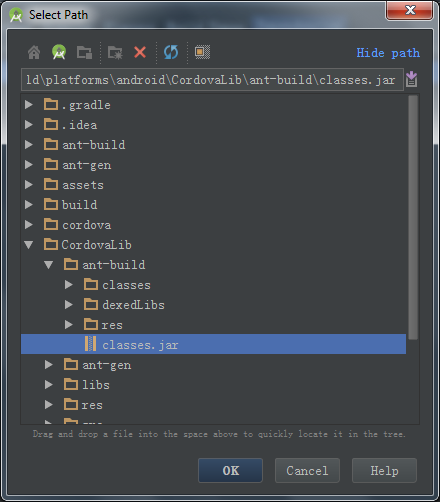 Select Path
Hide path
ld\platforms\android\CordovaLib\ant-build\classes.jar
.gradle
.idea
ant-build
ant-gen
assets
build
cordova
CordovaLib
ant-build
classes
dexedLibs
res
classes.jar
ant-gen
libs
res
Drag and drop a file into the space above to quickly locate it in the tree.
OK
Cancel
Help